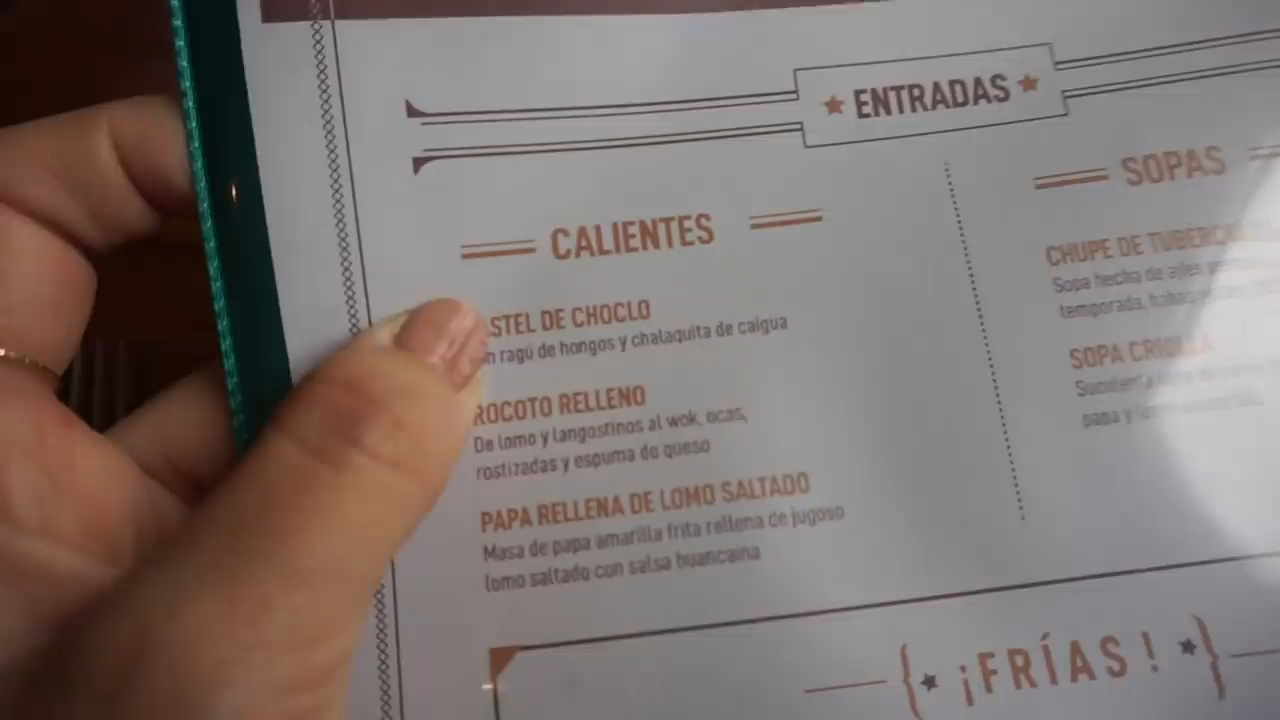 ENTRADAS
CALIENTES
STEL DE CHOCLO
n ragú de hongos y chalaquita de caigua
ROCOTO RELLENO
De lomo y langostinos al wok, ocas,
rostizadas y espuma de queso
PAPA RELLENA DE LOMO SALTADO
Masa de papa amarilla frita rellena de jugoso
lomo saltado con salsa huancaina
SOPAS
CHUPE DE
Sopa hecha de
temporada,
SOPA
papa y
¡FRÍAS!